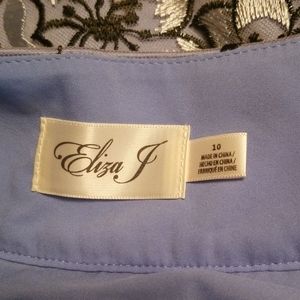 Eliza J
10
MADE IN CHINA/
HECHO EN CHINA/
FABRIQUÉ EN CHINE